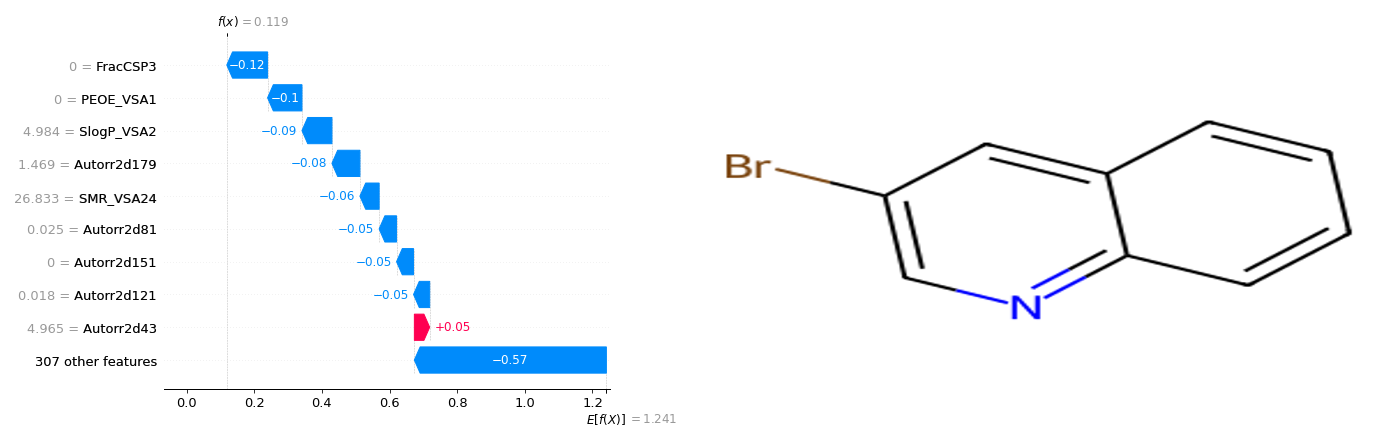 f(x) = 0.119
0 = FracCSP3
−0.12
0 = PEOE_VSA1
−0.1
4.984 = SlogP_VSA2
−0.09
1.469 = Autorr2d179
−0.08
26.833 = SMR_VSA24
−0.06
0.025 = Autorr2d81
−0.05
0 = Autorr2d151
−0.05
0.018 = Autorr2d121
−0.05
4.965 = Autorr2d43
+0.05
307 other features
−0.57
0.0 0.2 0.4 0.6 0.8 1.0 1.2
E[f(X)] = 1.241
Br
N